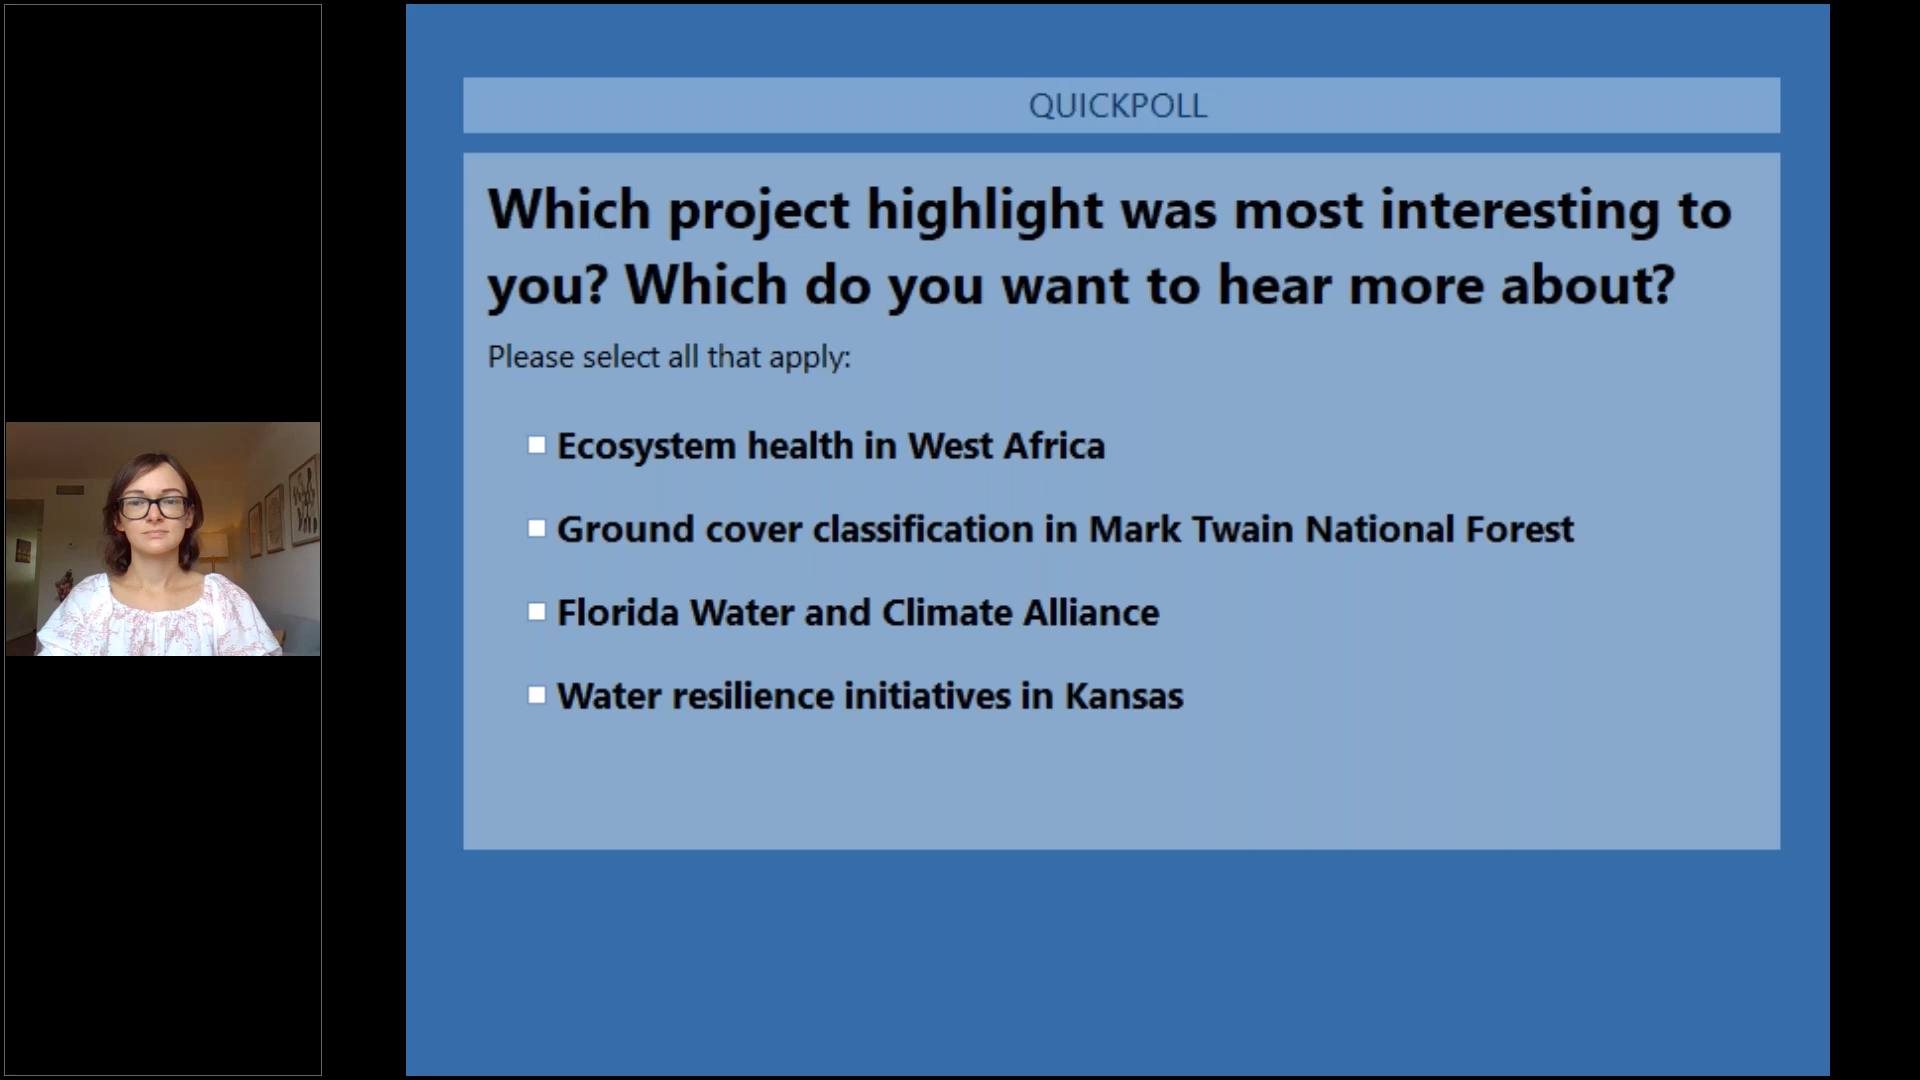 QUICKPOLL
Which project highlight was most interesting to
you? Which do you want to hear more about?
Please select all that apply:
Ecosystem health in West Africa
Ground cover classification in Mark Twain National Forest
Florida Water and Climate Alliance
Water resilience initiatives in Kansas